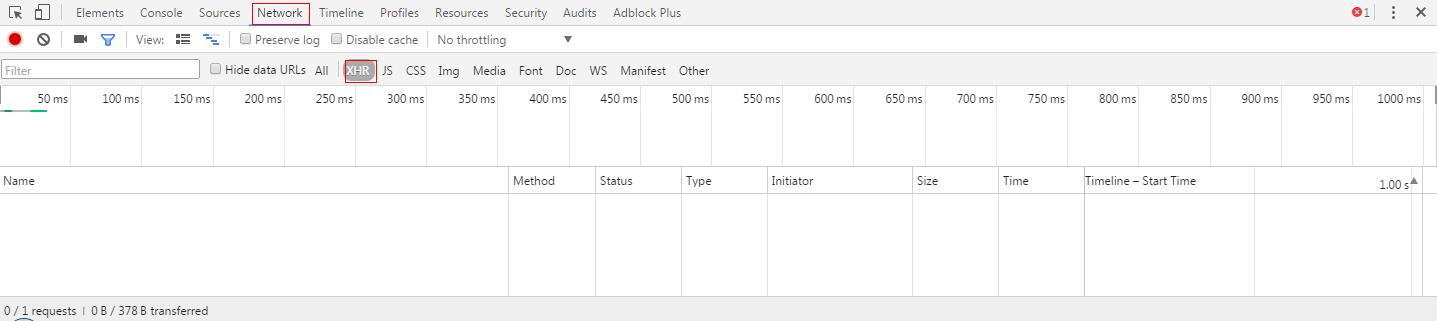 Elements Console Sources Network Timeline Profiles Resources Security Audits Adblock Plus 1
View: Preserve log Disable cache No throttling
Filter Hide data URLs All XHR JS CSS Img Media Font Doc WS Manifest Other
50 ms 100 ms 150 ms 200 ms 250 ms 300 ms 350 ms 400 ms 450 ms 500 ms 550 ms 600 ms 650 ms 700 ms 750 ms 800 ms 850 ms 900 ms 950 ms 1000 ms
Name Method Status Type Initiator Size Time Timeline – Start Time 1.00 s
0 / 1 requests | 0 B / 378 B transferred